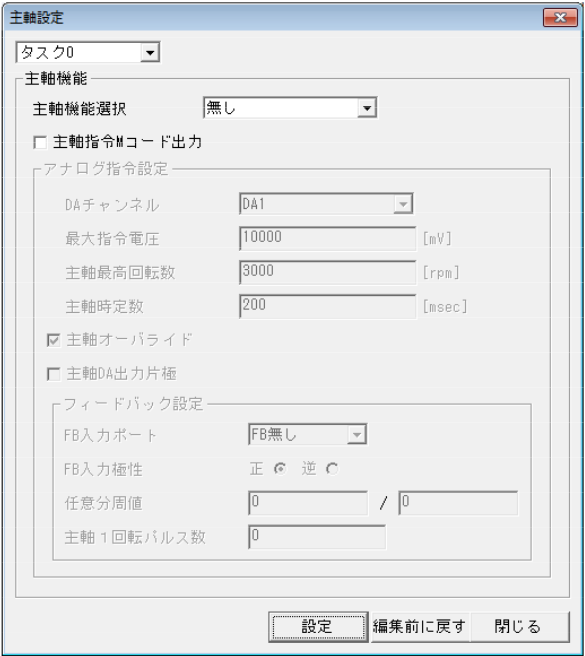 主軸設定
タスク0
主軸機能
主軸機能選択 無し
主軸指令Mコード出力
アナログ指令設定
DAチャンネル DA1
最大指令電圧 10000 [mV]
主軸最高回転数 3000 [rpm]
主軸時定数 200 [msec]
主軸オーバライド
主軸DA出力片極
フィードバック設定
FB入力ポート FB無し
FB入力極性 正 逆
任意分周値 0 / 0
主軸1回転パルス数 0
設定 編集前に戻す 閉じる